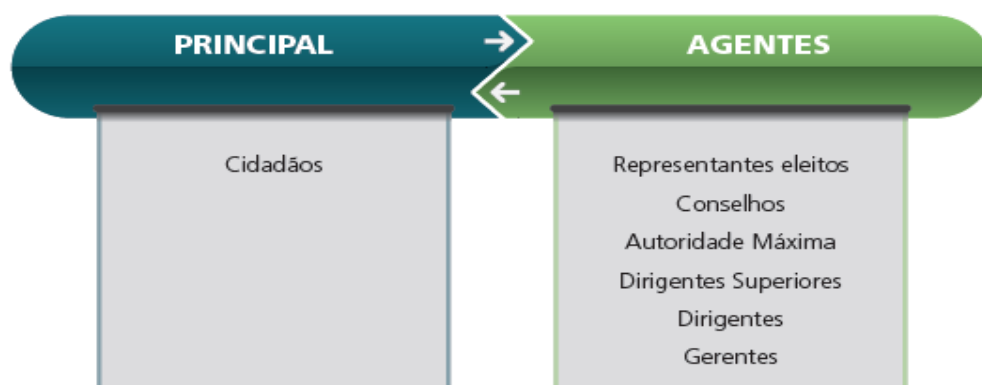 PRINCIPAL
AGENTES
Cidadãos
Representantes eleitos
Conselhos
Autoridade Máxima
Dirigentes Superiores
Dirigentes
Gerentes